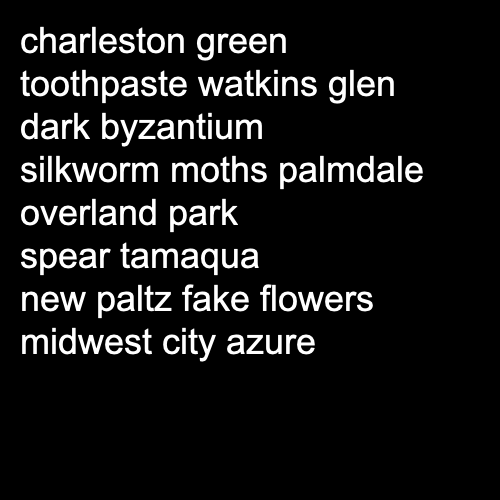 charleston green
toothpaste watkins glen
dark byzantium
silkworm moths palmdale
overland park
spear tamaqua
new paltz fake flowers
midwest city azure